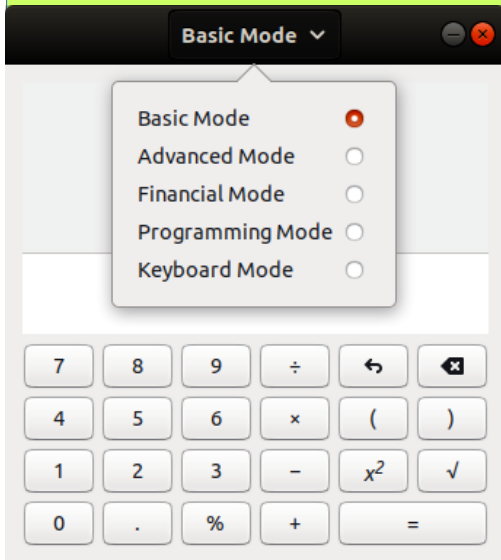 Basic Mode
Basic Mode
Advanced Mode
Financial Mode
Programming Mode
Keyboard Mode
7 8 9 ÷
4 5 6 × ( )
1 2 3 − x² √
0 . % + =